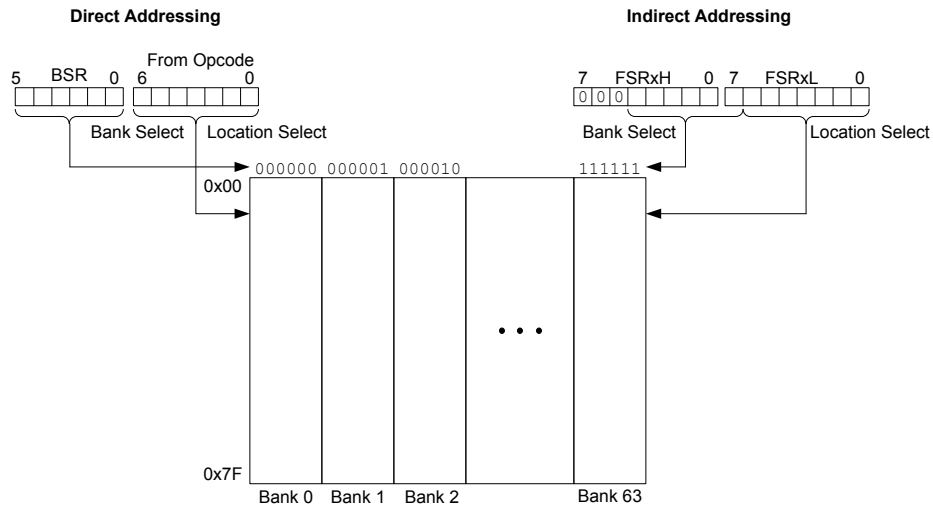 Direct Addressing
Indirect Addressing
From Opcode
5 BSR 0 6 0
7 FSRxH 0 7 FSRxL 0
0 0 0
Bank Select Location Select
Bank Select Location Select
000000 000001 000010 111111
0x00
0x7F
Bank 0 Bank 1 Bank 2 Bank 63